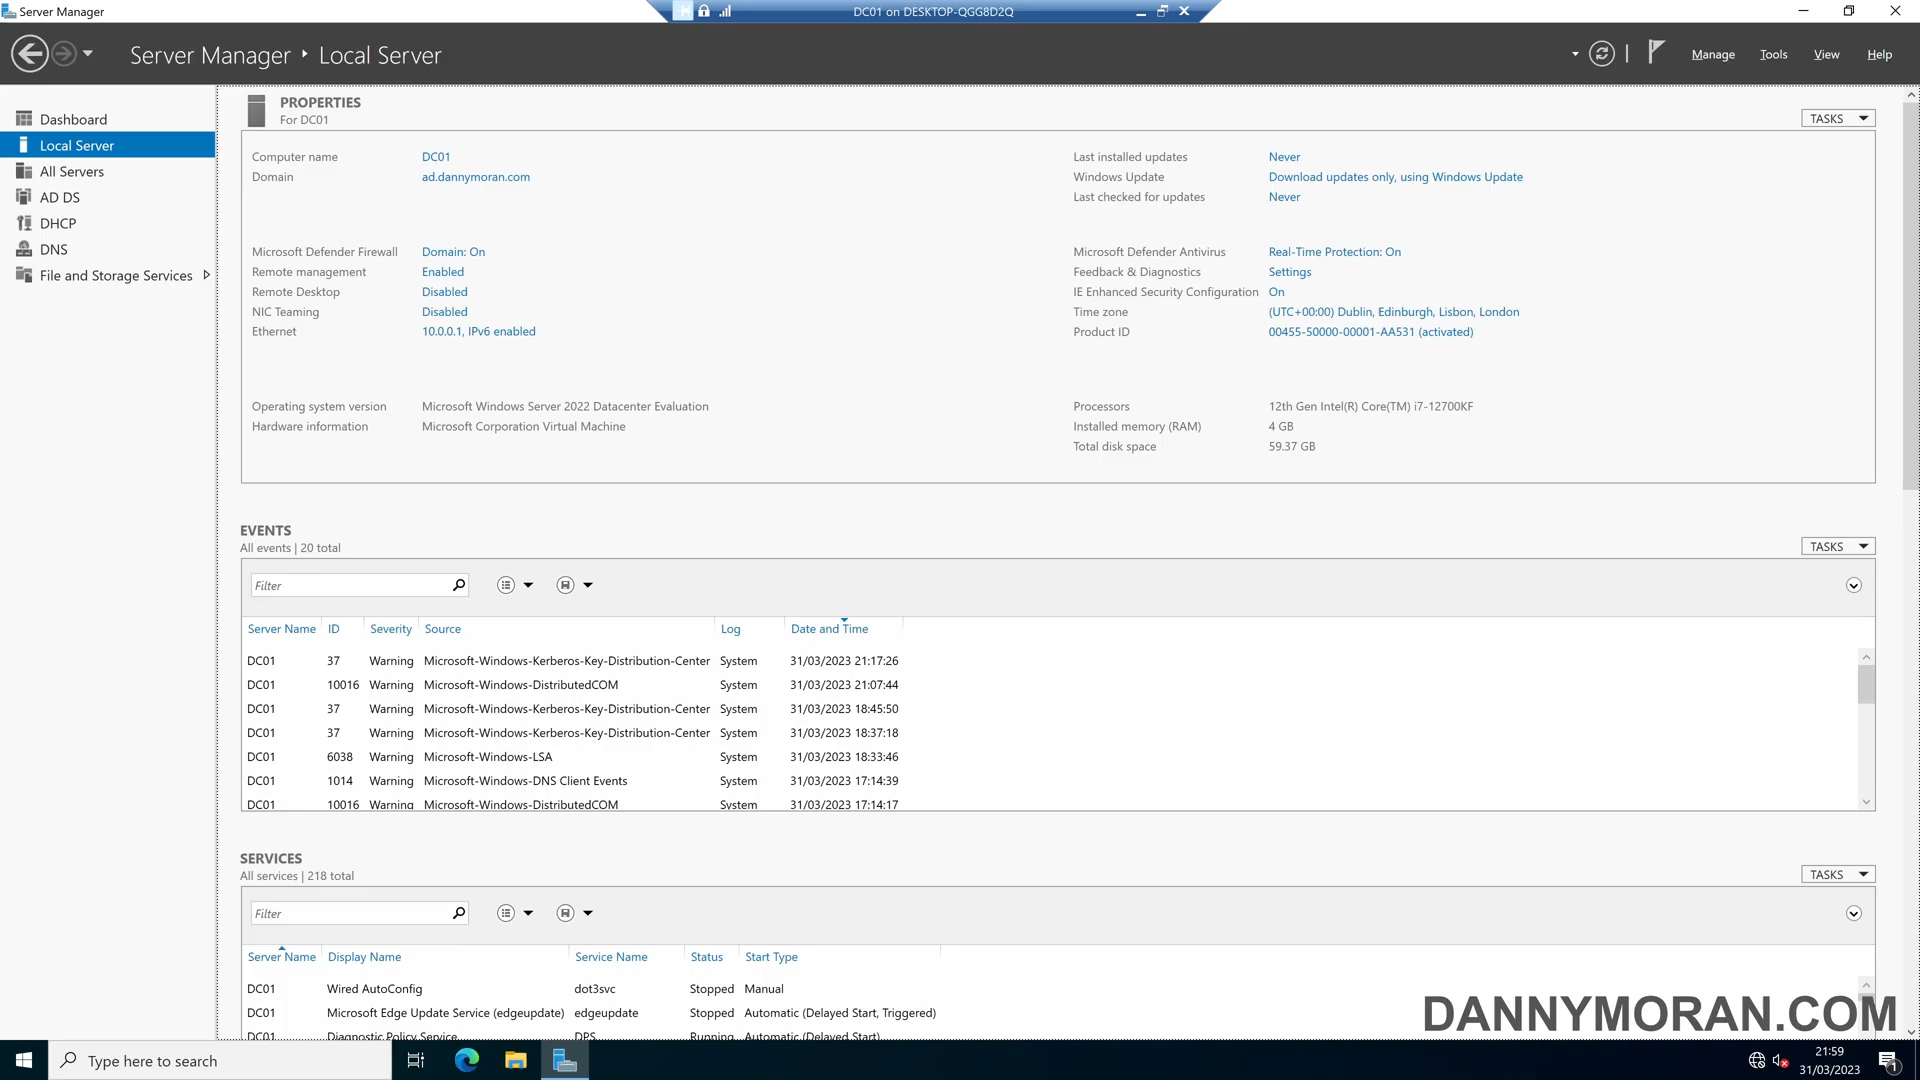 Server Manager
DC01 on DESKTOP-QGG8D2Q
Server Manager ‣ Local Server
Manage Tools View Help
Dashboard
Local Server
All Servers
AD DS
DHCP
DNS
File and Storage Services
PROPERTIES
For DC01
TASKS
Computer name DC01
Domain ad.dannymoran.com
Last installed updates Never
Windows Update Download updates only, using Windows Update
Last checked for updates Never
Microsoft Defender Firewall Domain: On
Remote management Enabled
Remote Desktop Disabled
NIC Teaming Disabled
Ethernet 10.0.0.1, IPv6 enabled
Microsoft Defender Antivirus Real-Time Protection: On
Feedback & Diagnostics Settings
IE Enhanced Security Configuration On
Time zone (UTC+00:00) Dublin, Edinburgh, Lisbon, London
Product ID 00455-50000-00001-AA531 (activated)
Operating system version Microsoft Windows Server 2022 Datacenter Evaluation
Hardware information Microsoft Corporation Virtual Machine
Processors 12th Gen Intel(R) Core(TM) i7-12700KF
Installed memory (RAM) 4 GB
Total disk space 59.37 GB
EVENTS
All events | 20 total
TASKS
Filter
Server Name ID Severity Source Log Date and Time
DC01 37 Warning Microsoft-Windows-Kerberos-Key-Distribution-Center System 31/03/2023 21:17:26
DC01 10016 Warning Microsoft-Windows-DistributedCOM System 31/03/2023 21:07:44
DC01 37 Warning Microsoft-Windows-Kerberos-Key-Distribution-Center System 31/03/2023 18:45:50
DC01 37 Warning Microsoft-Windows-Kerberos-Key-Distribution-Center System 31/03/2023 18:37:18
DC01 6038 Warning Microsoft-Windows-LSA System 31/03/2023 18:33:46
DC01 1014 Warning Microsoft-Windows-DNS Client Events System 31/03/2023 17:14:39
DC01 10016 Warning Microsoft-Windows-DistributedCOM System 31/03/2023 17:14:17
SERVICES
All services | 218 total
TASKS
Filter
Server Name Display Name Service Name Status Start Type
DC01 Wired AutoConfig dot3svc Stopped Manual
DC01 Microsoft Edge Update Service (edgeupdate) edgeupdate Stopped Automatic (Delayed Start, Triggered)
DC01 Diagnostic Policy Service DPS Running Automatic (Delayed Start)
DANNYMORAN.COM
Type here to search
21:59
31/03/2023
1